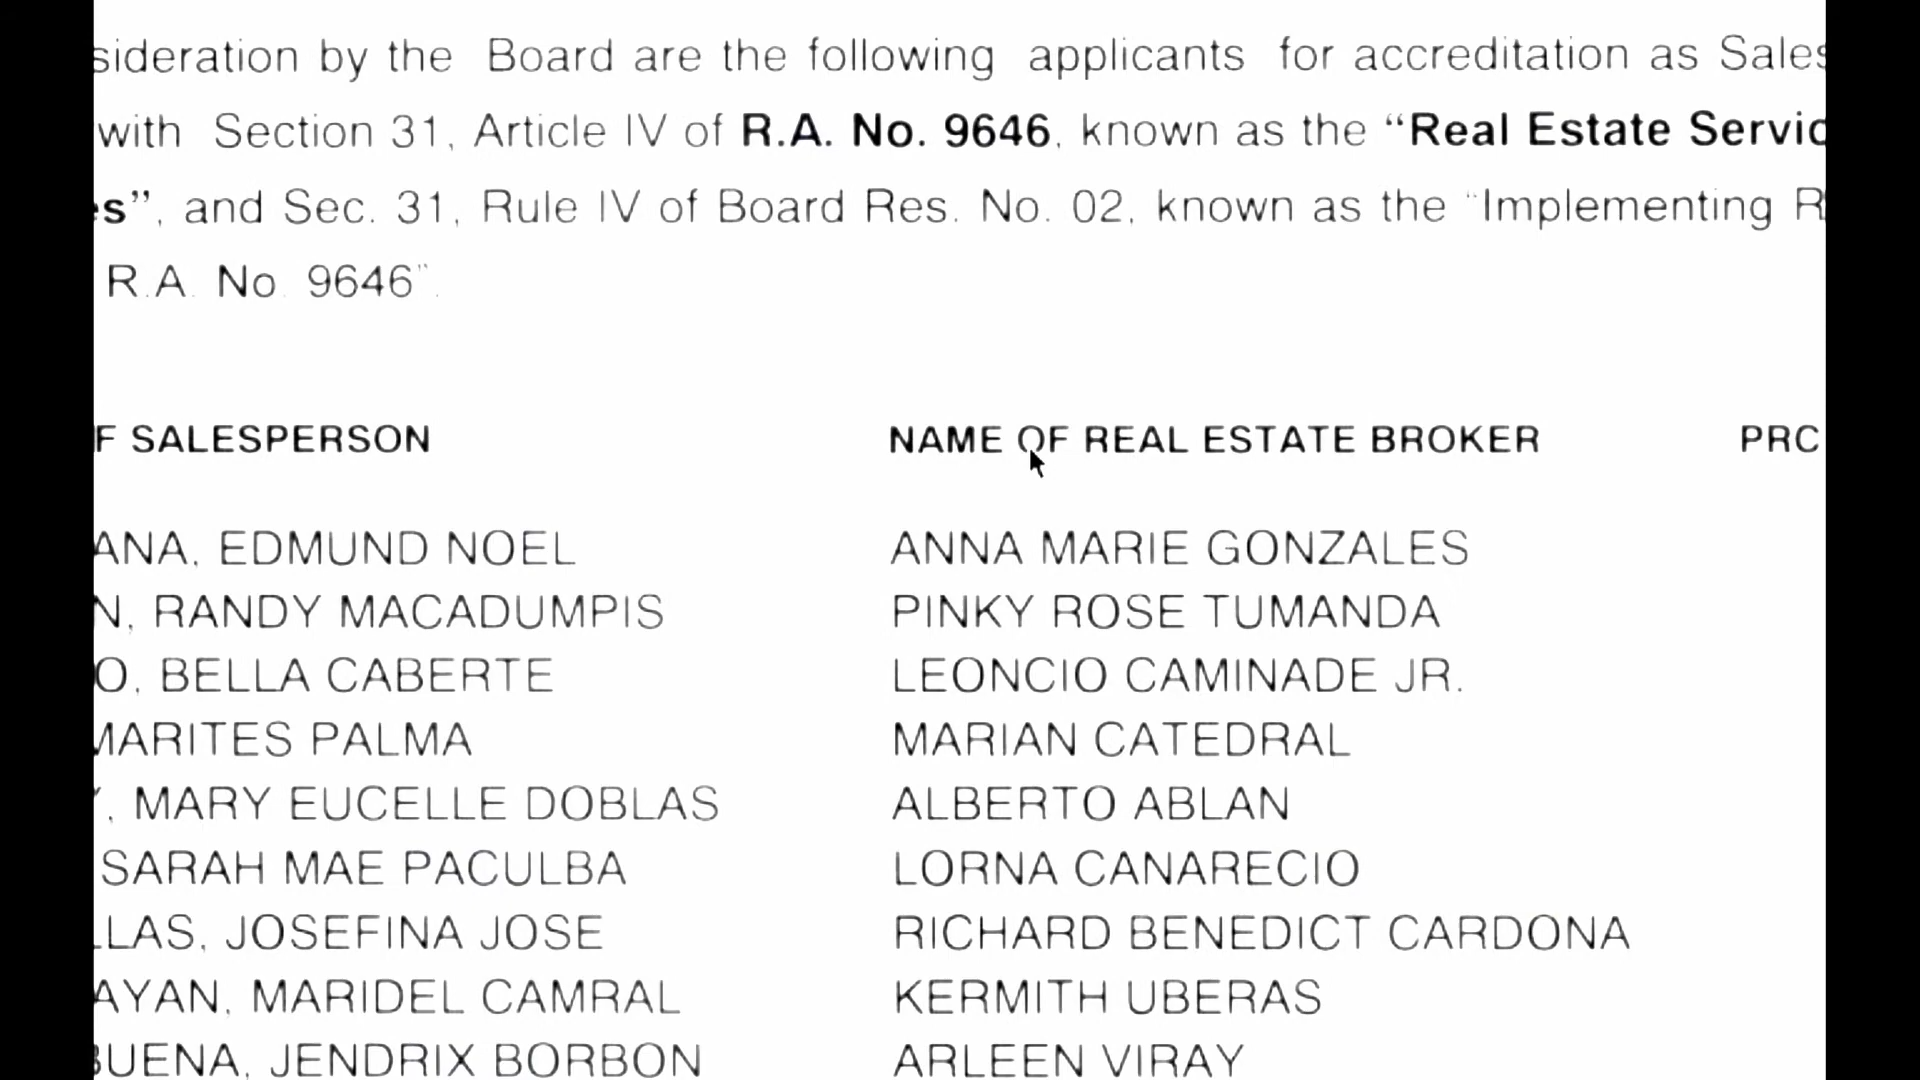 sideration by the Board are the following applicants for accreditation as Sales
with Section 31, Article IV of R.A. No. 9646, known as the “Real Estate Servic
es”, and Sec. 31, Rule IV of Board Res. No. 02, known as the “Implementing R
R.A. No. 9646”.
F SALESPERSON NAME OF REAL ESTATE BROKER PRC
ANA, EDMUND NOEL ANNA MARIE GONZALES
N, RANDY MACADUMPIS PINKY ROSE TUMANDA
O, BELLA CABERTE LEONCIO CAMINADE JR.
MARITES PALMA MARIAN CATEDRAL
, MARY EUCELLE DOBLAS ALBERTO ABLAN
SARAH MAE PACULBA LORNA CANARECIO
LLAS, JOSEFINA JOSE RICHARD BENEDICT CARDONA
AYAN, MARIDEL CAMRAL KERMITH UBERAS
BUENA, JENDRIX BORBON ARLEEN VIRAY